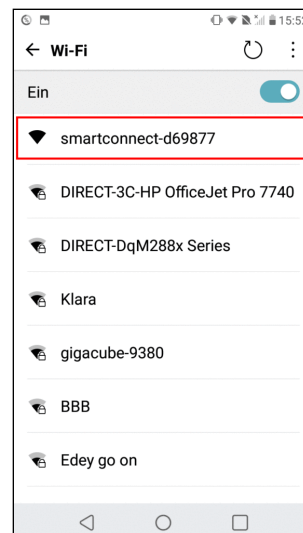 15:52
Wi-Fi
Ein
smartconnect-d69877
DIRECT-3C-HP OfficeJet Pro 7740
DIRECT-DqM288x Series
Klara
gigacube-9380
BBB
Edey go on